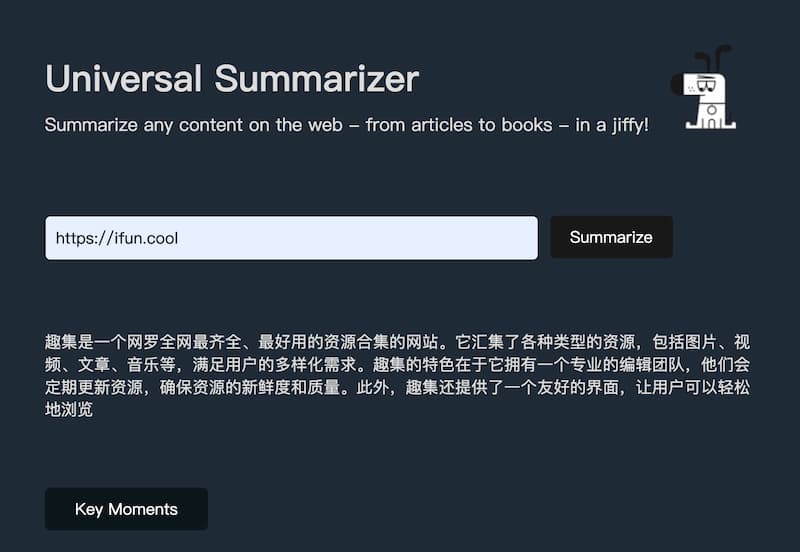 Universal Summarizer
Summarize any content on the web – from articles to books – in a jiffy!
https://ifun.cool
Summarize
趣集是一个网罗全网最齐全、最好用的资源合集的网站。它汇集了各种类型的资源，包括图片、视
频、文章、音乐等，满足用户的多样化需求。趣集的特色在于它拥有一个专业的编辑团队，他们会
定期更新资源，确保资源的新鲜度和质量。此外，趣集还提供了一个友好的界面，让用户可以轻松
地浏览
Key Moments